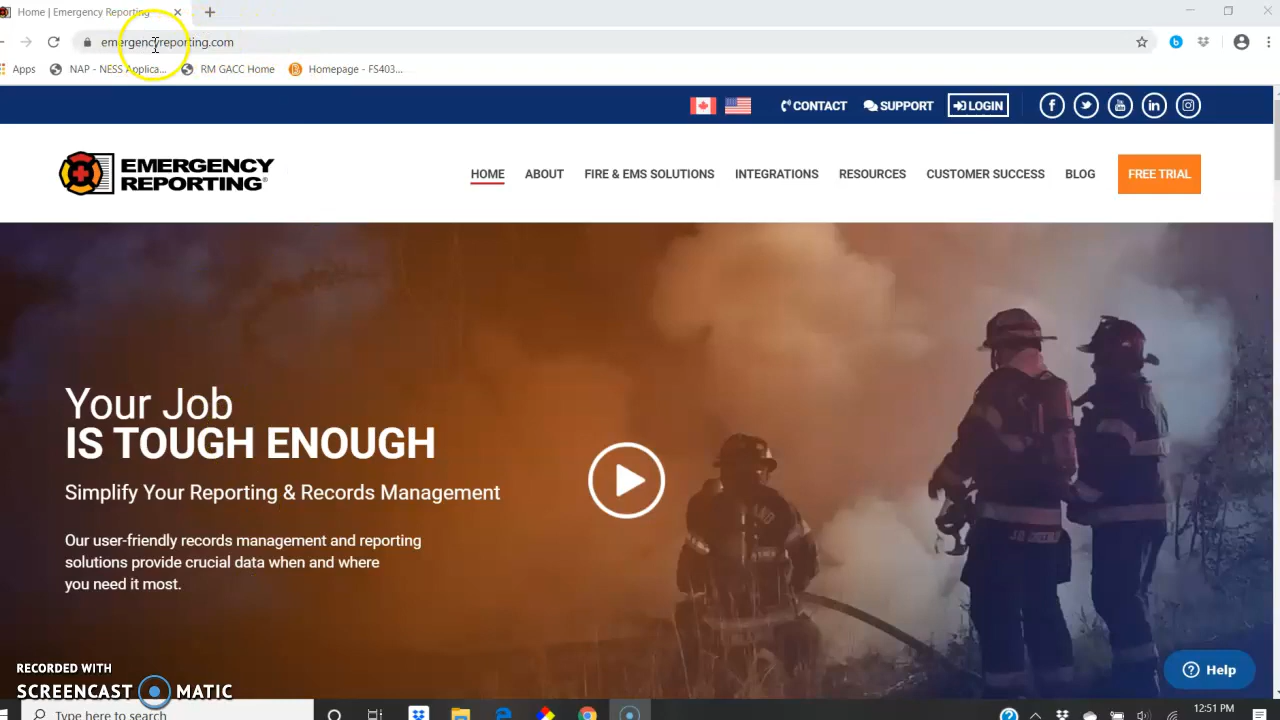 Home | Emergency Reporting
emergencyreporting.com
Apps
NAP - NESS Applica...
RM GACC Home
Homepage - FS403...
CONTACT
SUPPORT
LOGIN
EMERGENCY
REPORTING
HOME
ABOUT
FIRE & EMS SOLUTIONS
INTEGRATIONS
RESOURCES
CUSTOMER SUCCESS
BLOG
FREE TRIAL
Your Job
IS TOUGH ENOUGH
Simplify Your Reporting & Records Management
Our user-friendly records management and reporting
solutions provide crucial data when and where
you need it most.
Help
RECORDED WITH
SCREENCAST MATIC
Type here to search
12:51 PM